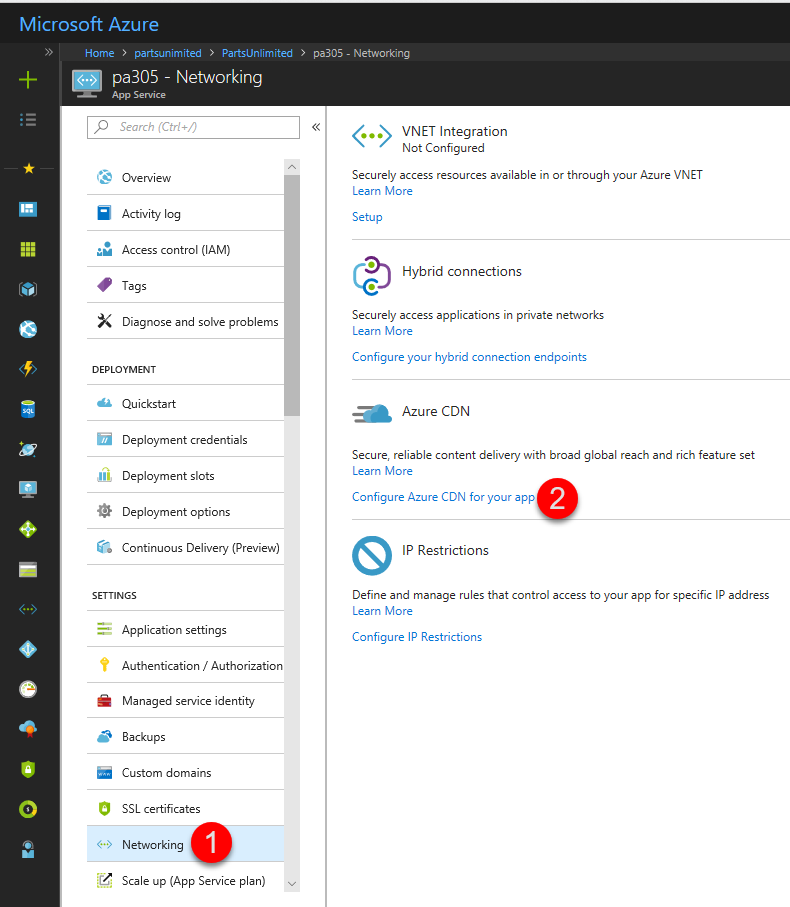 Microsoft Azure
»
Home > partsunlimited > PartsUnlimited > pa305 - Networking
pa305 - Networking
App Service
Search (Ctrl+/)
«
Overview
Activity log
Access control (IAM)
Tags
Diagnose and solve problems
DEPLOYMENT
Quickstart
Deployment credentials
Deployment slots
Deployment options
Continuous Delivery (Preview)
SETTINGS
Application settings
Authentication / Authorization
Managed service identity
Backups
Custom domains
SSL certificates
Networking 1
Scale up (App Service plan)
VNET Integration
Not Configured
Securely access resources available in or through your Azure VNET
Learn More
Setup
Hybrid connections
Securely access applications in private networks
Learn More
Configure your hybrid connection endpoints
Azure CDN
Secure, reliable content delivery with broad global reach and rich feature set
Learn More
Configure Azure CDN for your app 2
IP Restrictions
Define and manage rules that control access to your app for specific IP address
Learn More
Configure IP Restrictions
SQL